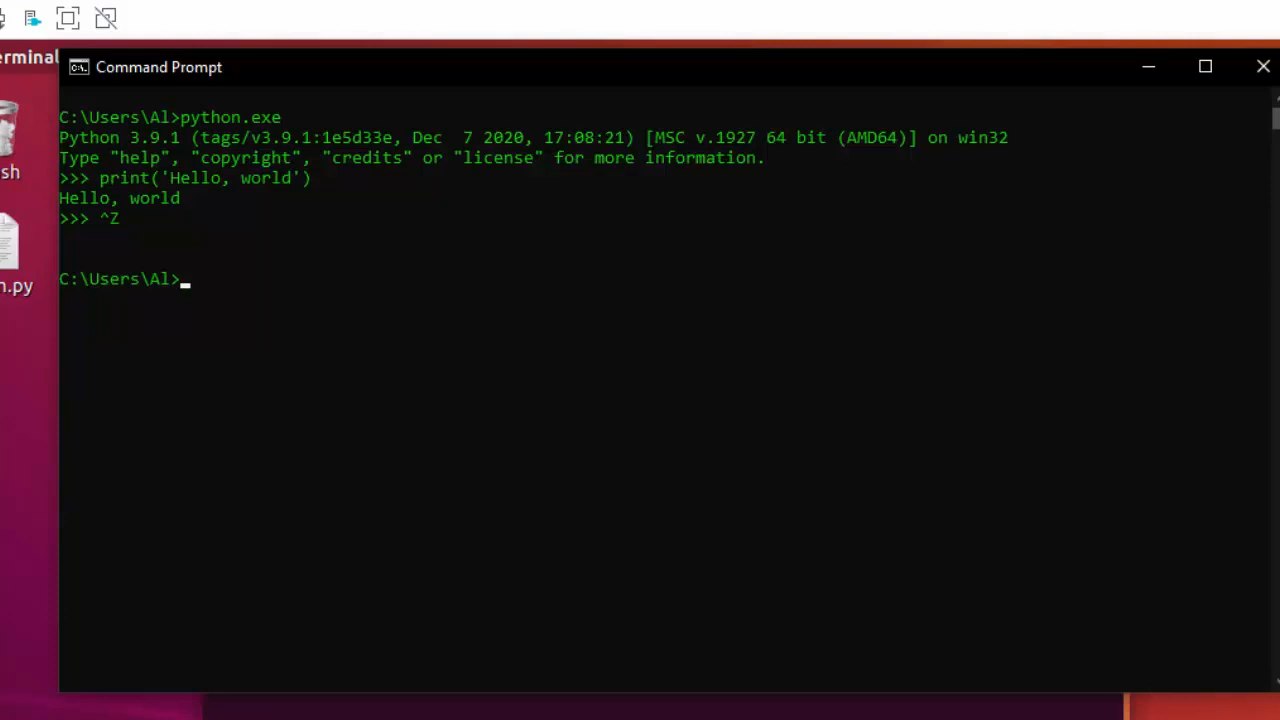 erminal
Command Prompt
C:\Users\Al>python.exe
Python 3.9.1 (tags/v3.9.1:1e5d33e, Dec  7 2020, 17:08:21) [MSC v.1927 64 bit (AMD64)] on win32
Type "help", "copyright", "credits" or "license" for more information.
>>> print('Hello, world')
Hello, world
>>> ^Z
C:\Users\Al>
sh
n.py